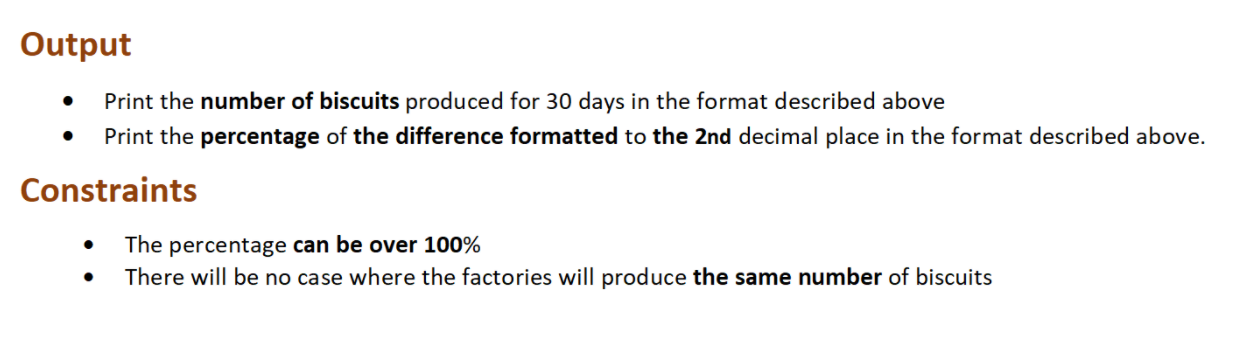 Output
• Print the number of biscuits produced for 30 days in the format described above
• Print the percentage of the difference formatted to the 2nd decimal place in the format described above.
Constraints
• The percentage can be over 100%
• There will be no case where the factories will produce the same number of biscuits